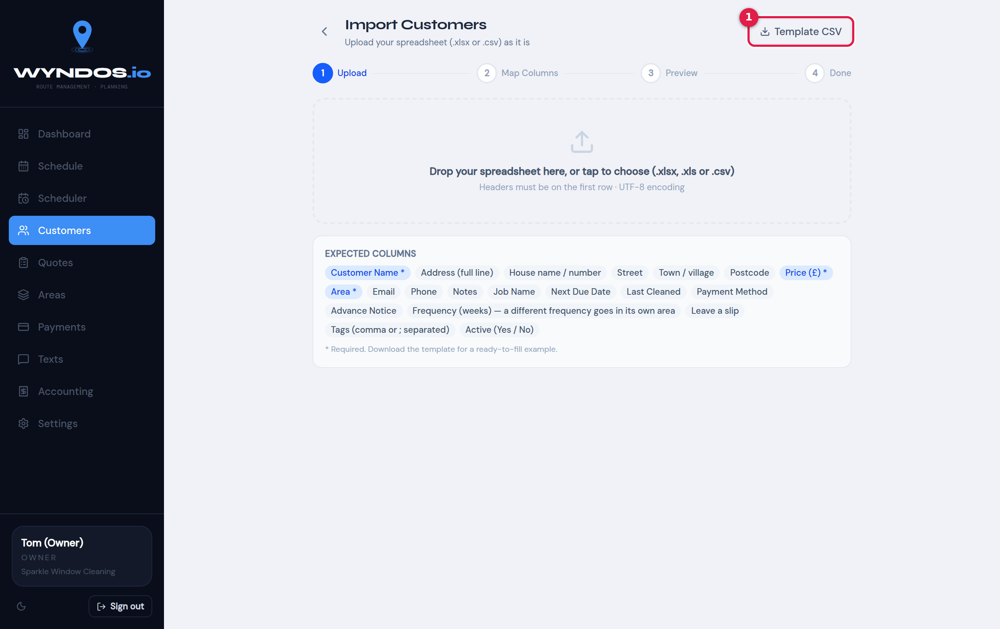 WYNDOS.io
ROUTE MANAGEMENT · PLANNING
Dashboard
Schedule
Scheduler
Customers
Quotes
Areas
Payments
Texts
Accounting
Settings
Tom (Owner)
OWNER
Sparkle Window Cleaning
Sign out
Import Customers
Upload your spreadsheet (.xlsx or .csv) as it is
1
Template CSV
1 Upload 2 Map Columns 3 Preview 4 Done
Drop your spreadsheet here, or tap to choose (.xlsx, .xls or .csv)
Headers must be on the first row · UTF-8 encoding
EXPECTED COLUMNS
Customer Name * Address (full line) House name / number Street Town / village Postcode Price (£) *
Area * Email Phone Notes Job Name Next Due Date Last Cleaned Payment Method
Advance Notice Frequency (weeks) — a different frequency goes in its own area Leave a slip
Tags (comma or ; separated) Active (Yes / No)
* Required. Download the template for a ready-to-fill example.